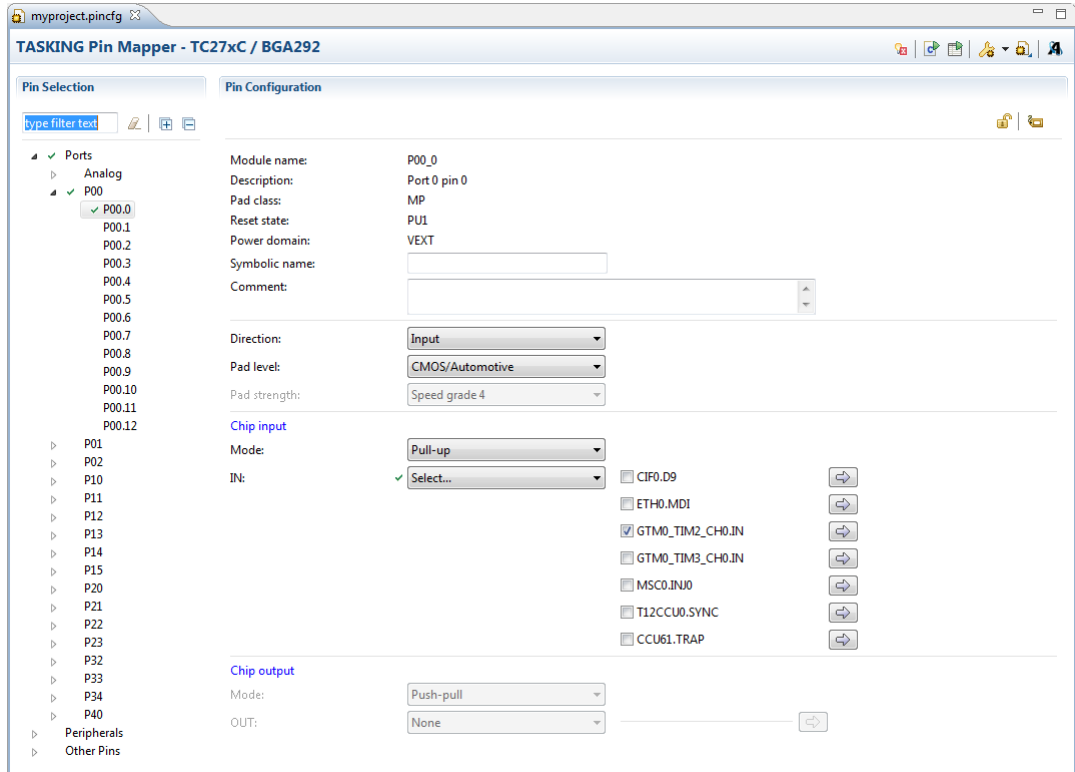 myproject.pincfg
TASKING Pin Mapper - TC27xC / BGA292
Pin Selection
type filter text
Ports
Analog
P00
P00.0
P00.1
P00.2
P00.3
P00.4
P00.5
P00.6
P00.7
P00.8
P00.9
P00.10
P00.11
P00.12
P01
P02
P10
P11
P12
P13
P14
P15
P20
P21
P22
P23
P32
P33
P34
P40
Peripherals
Other Pins
Pin Configuration
Module name: P00_0
Description: Port 0 pin 0
Pad class: MP
Reset state: PU1
Power domain: VEXT
Symbolic name:
Comment:
Direction: Input
Pad level: CMOS/Automotive
Pad strength: Speed grade 4
Chip input
Mode: Pull-up
IN: Select... CIF0.D9
ETH0.MDI
GTM0_TIM2_CH0.IN
GTM0_TIM3_CH0.IN
MSC0.INJ0
T12CCU0.SYNC
CCU61.TRAP
Chip output
Mode: Push-pull
OUT: None